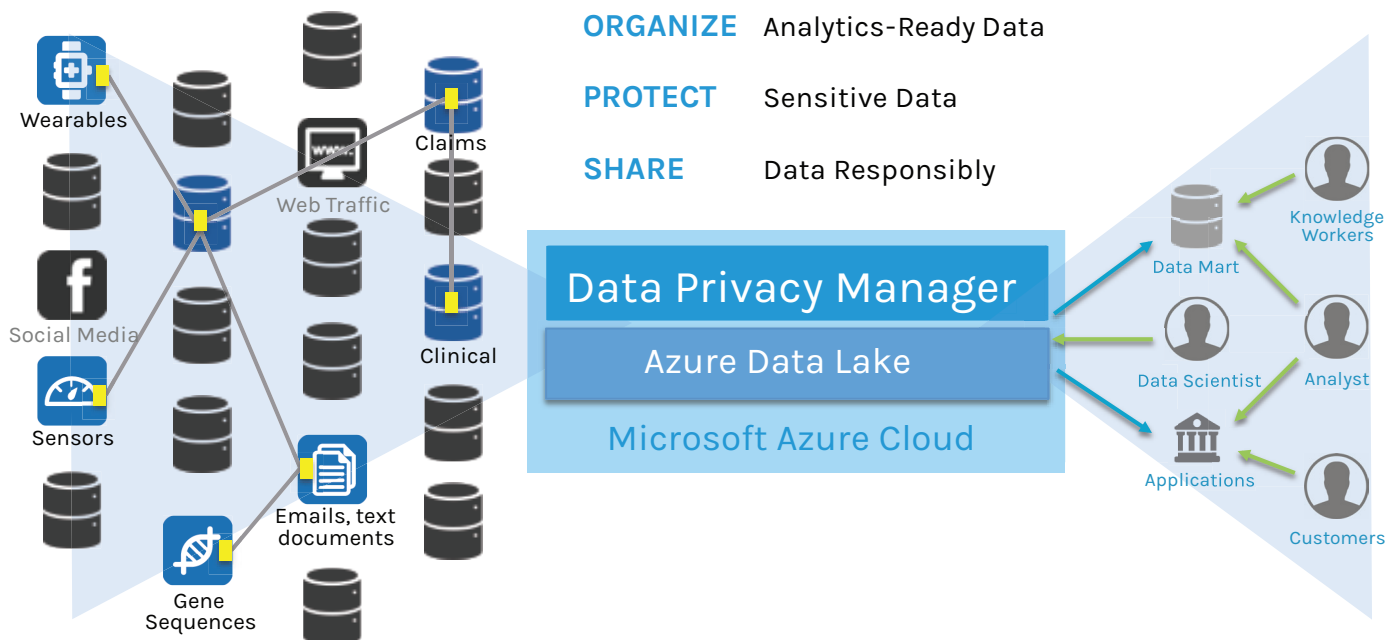 ORGANIZE Analytics-Ready Data
PROTECT Sensitive Data
SHARE Data Responsibly
Wearables
www.
Claims
Web Traffic
f
Social Media
Clinical
Sensors
Emails, text
documents
Gene
Sequences
Data Privacy Manager
Azure Data Lake
Microsoft Azure Cloud
Knowledge
Workers
Data Mart
Data Scientist
Analyst
Applications
Customers